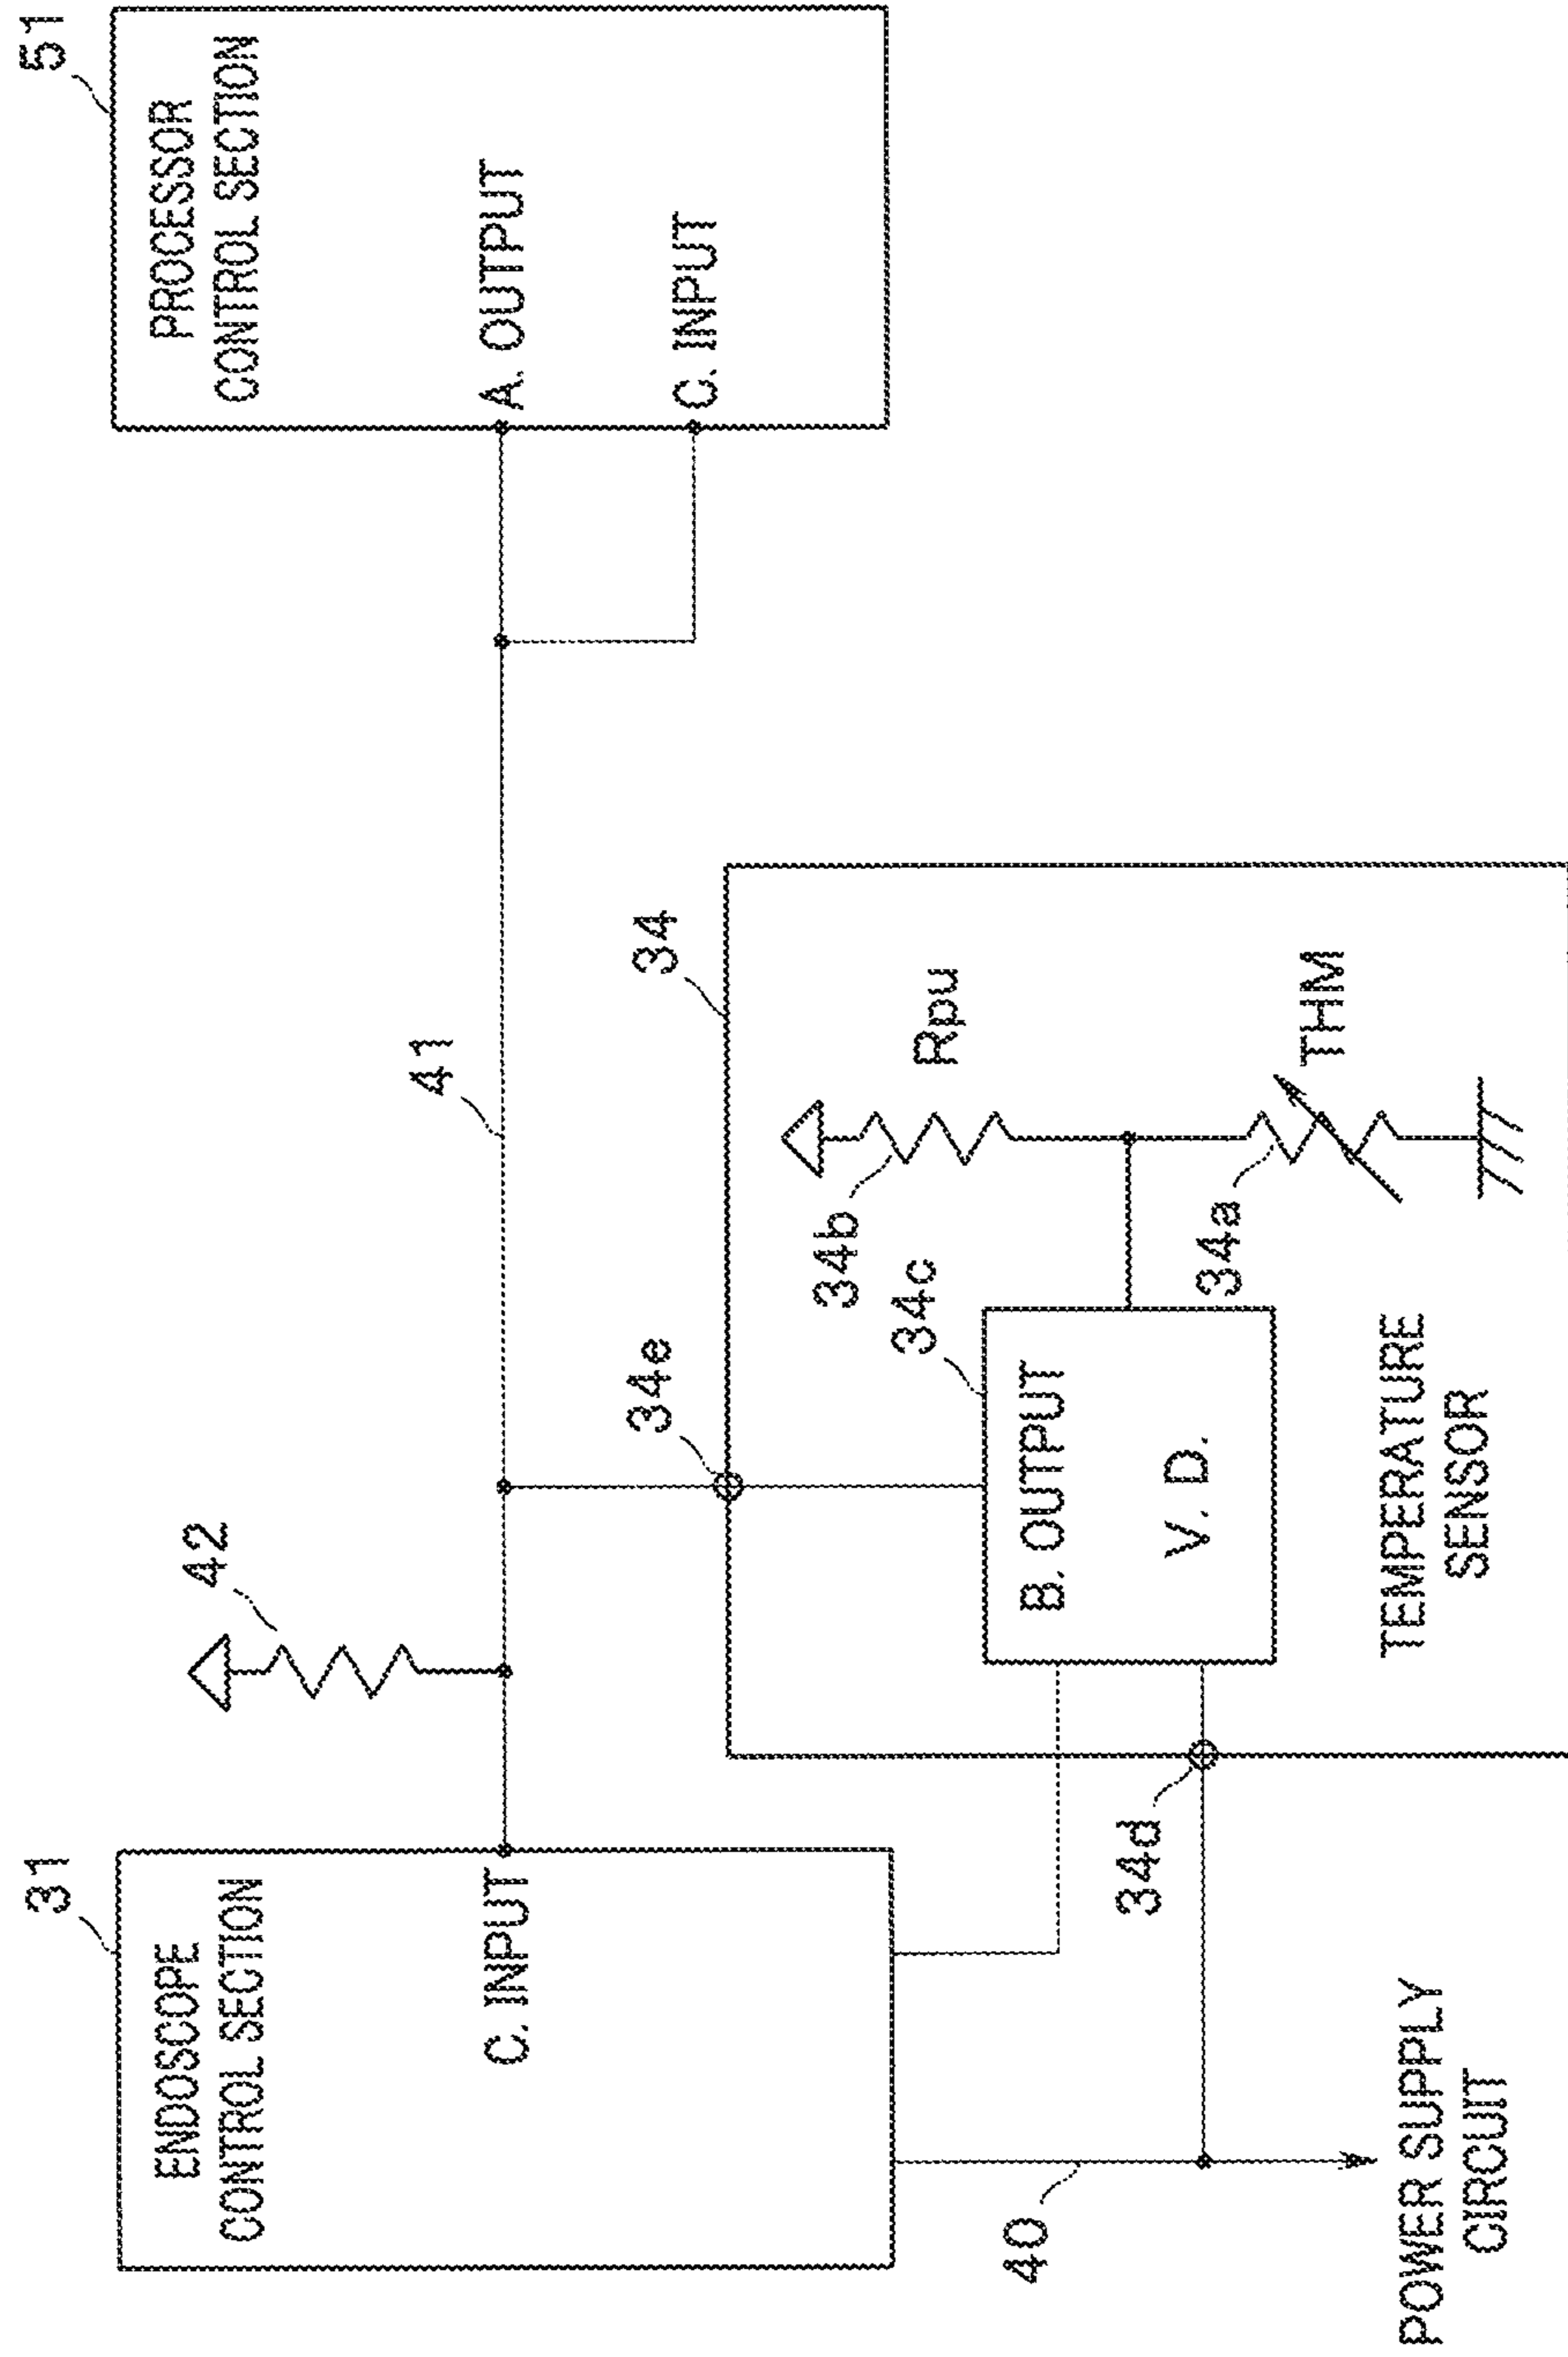 31
ENDOSCOPE
CONTROL SECTION
C. INPUT
42
41
51
PROCESSOR
CONTROL SECTION
A. OUTPUT
C. INPUT
34e
34
34c
34b
Rpu
B. OUTPUT
V. D.
34a
THM
TEMPERATURE
SENSOR
34d
40
POWER SUPPLY
CIRCUIT